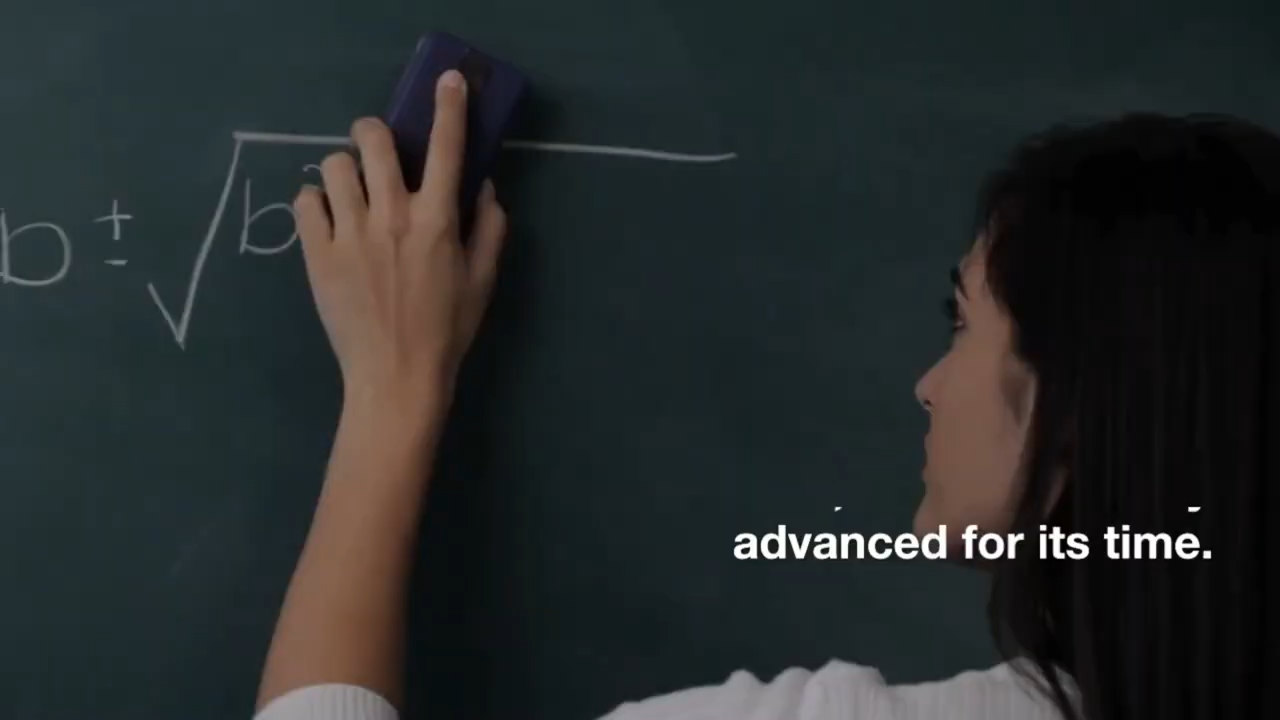 b ± √b
advanced for its time.